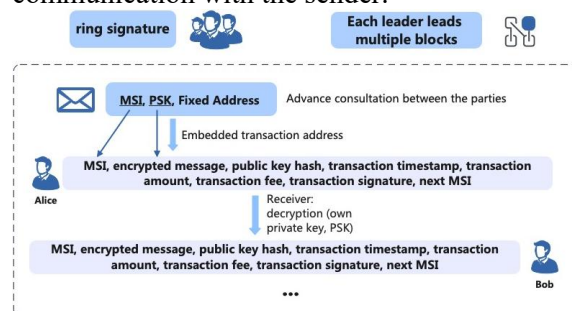 communication with the sender.
ring signature
Each leader leads
multiple blocks
MSI, PSK, Fixed Address
Advance consultation between the parties
Embedded transaction address
MSI, encrypted message, public key hash, transaction timestamp, transaction
amount, transaction fee, transaction signature, next MSI
Alice
Receiver:
decryption (own
private key, PSK)
MSI, encrypted message, public key hash, transaction timestamp, transaction
amount, transaction fee, transaction signature, next MSI
Bob
...